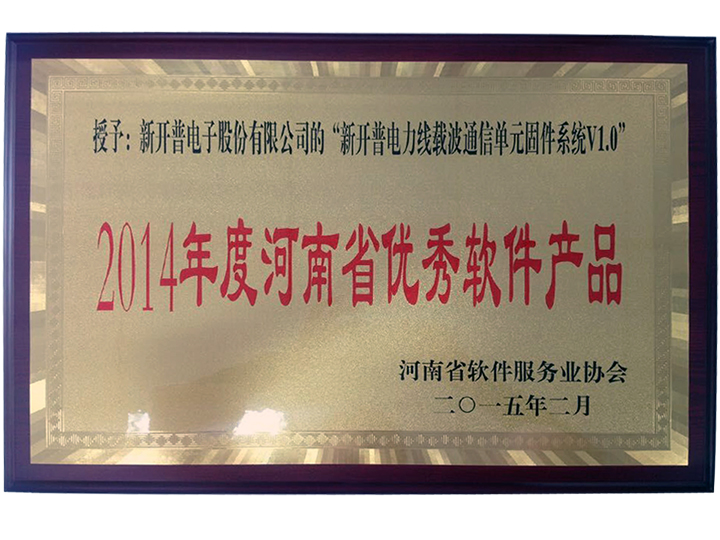 授予：新开普电子股份有限公司的“新开普电力线载波通信单元固件系统V1.0”
2014年度河南省优秀软件产品
河南省软件服务业协会
二〇一五年二月